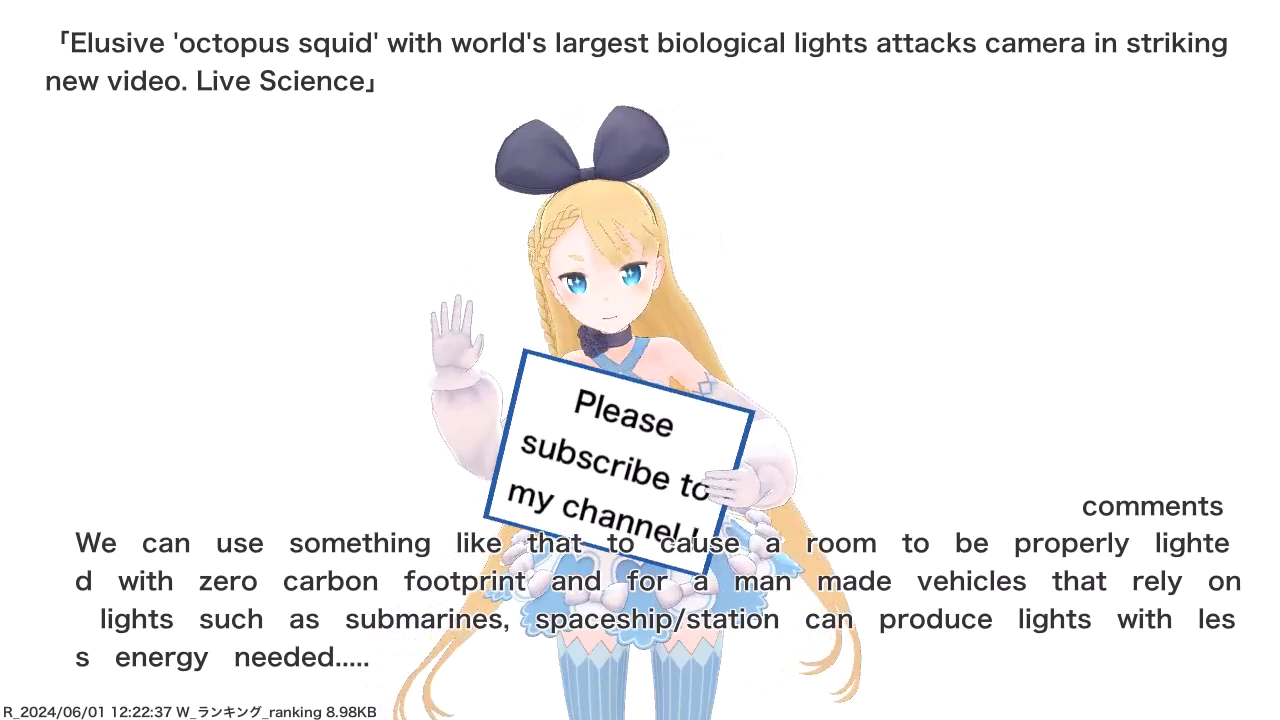 「Elusive 'octopus squid' with world's largest biological lights attacks camera in striking
new video. Live Science」
Please
subscribe to
my channel !
comments
We can use something like that to cause a room to be properly lighte
d with zero carbon footprint and for a man made vehicles that rely on
lights such as submarines, spaceship/station can produce lights with les
s energy needed.....
R_2024/06/01 12:22:37 W_ランキング_ranking 8.98KB